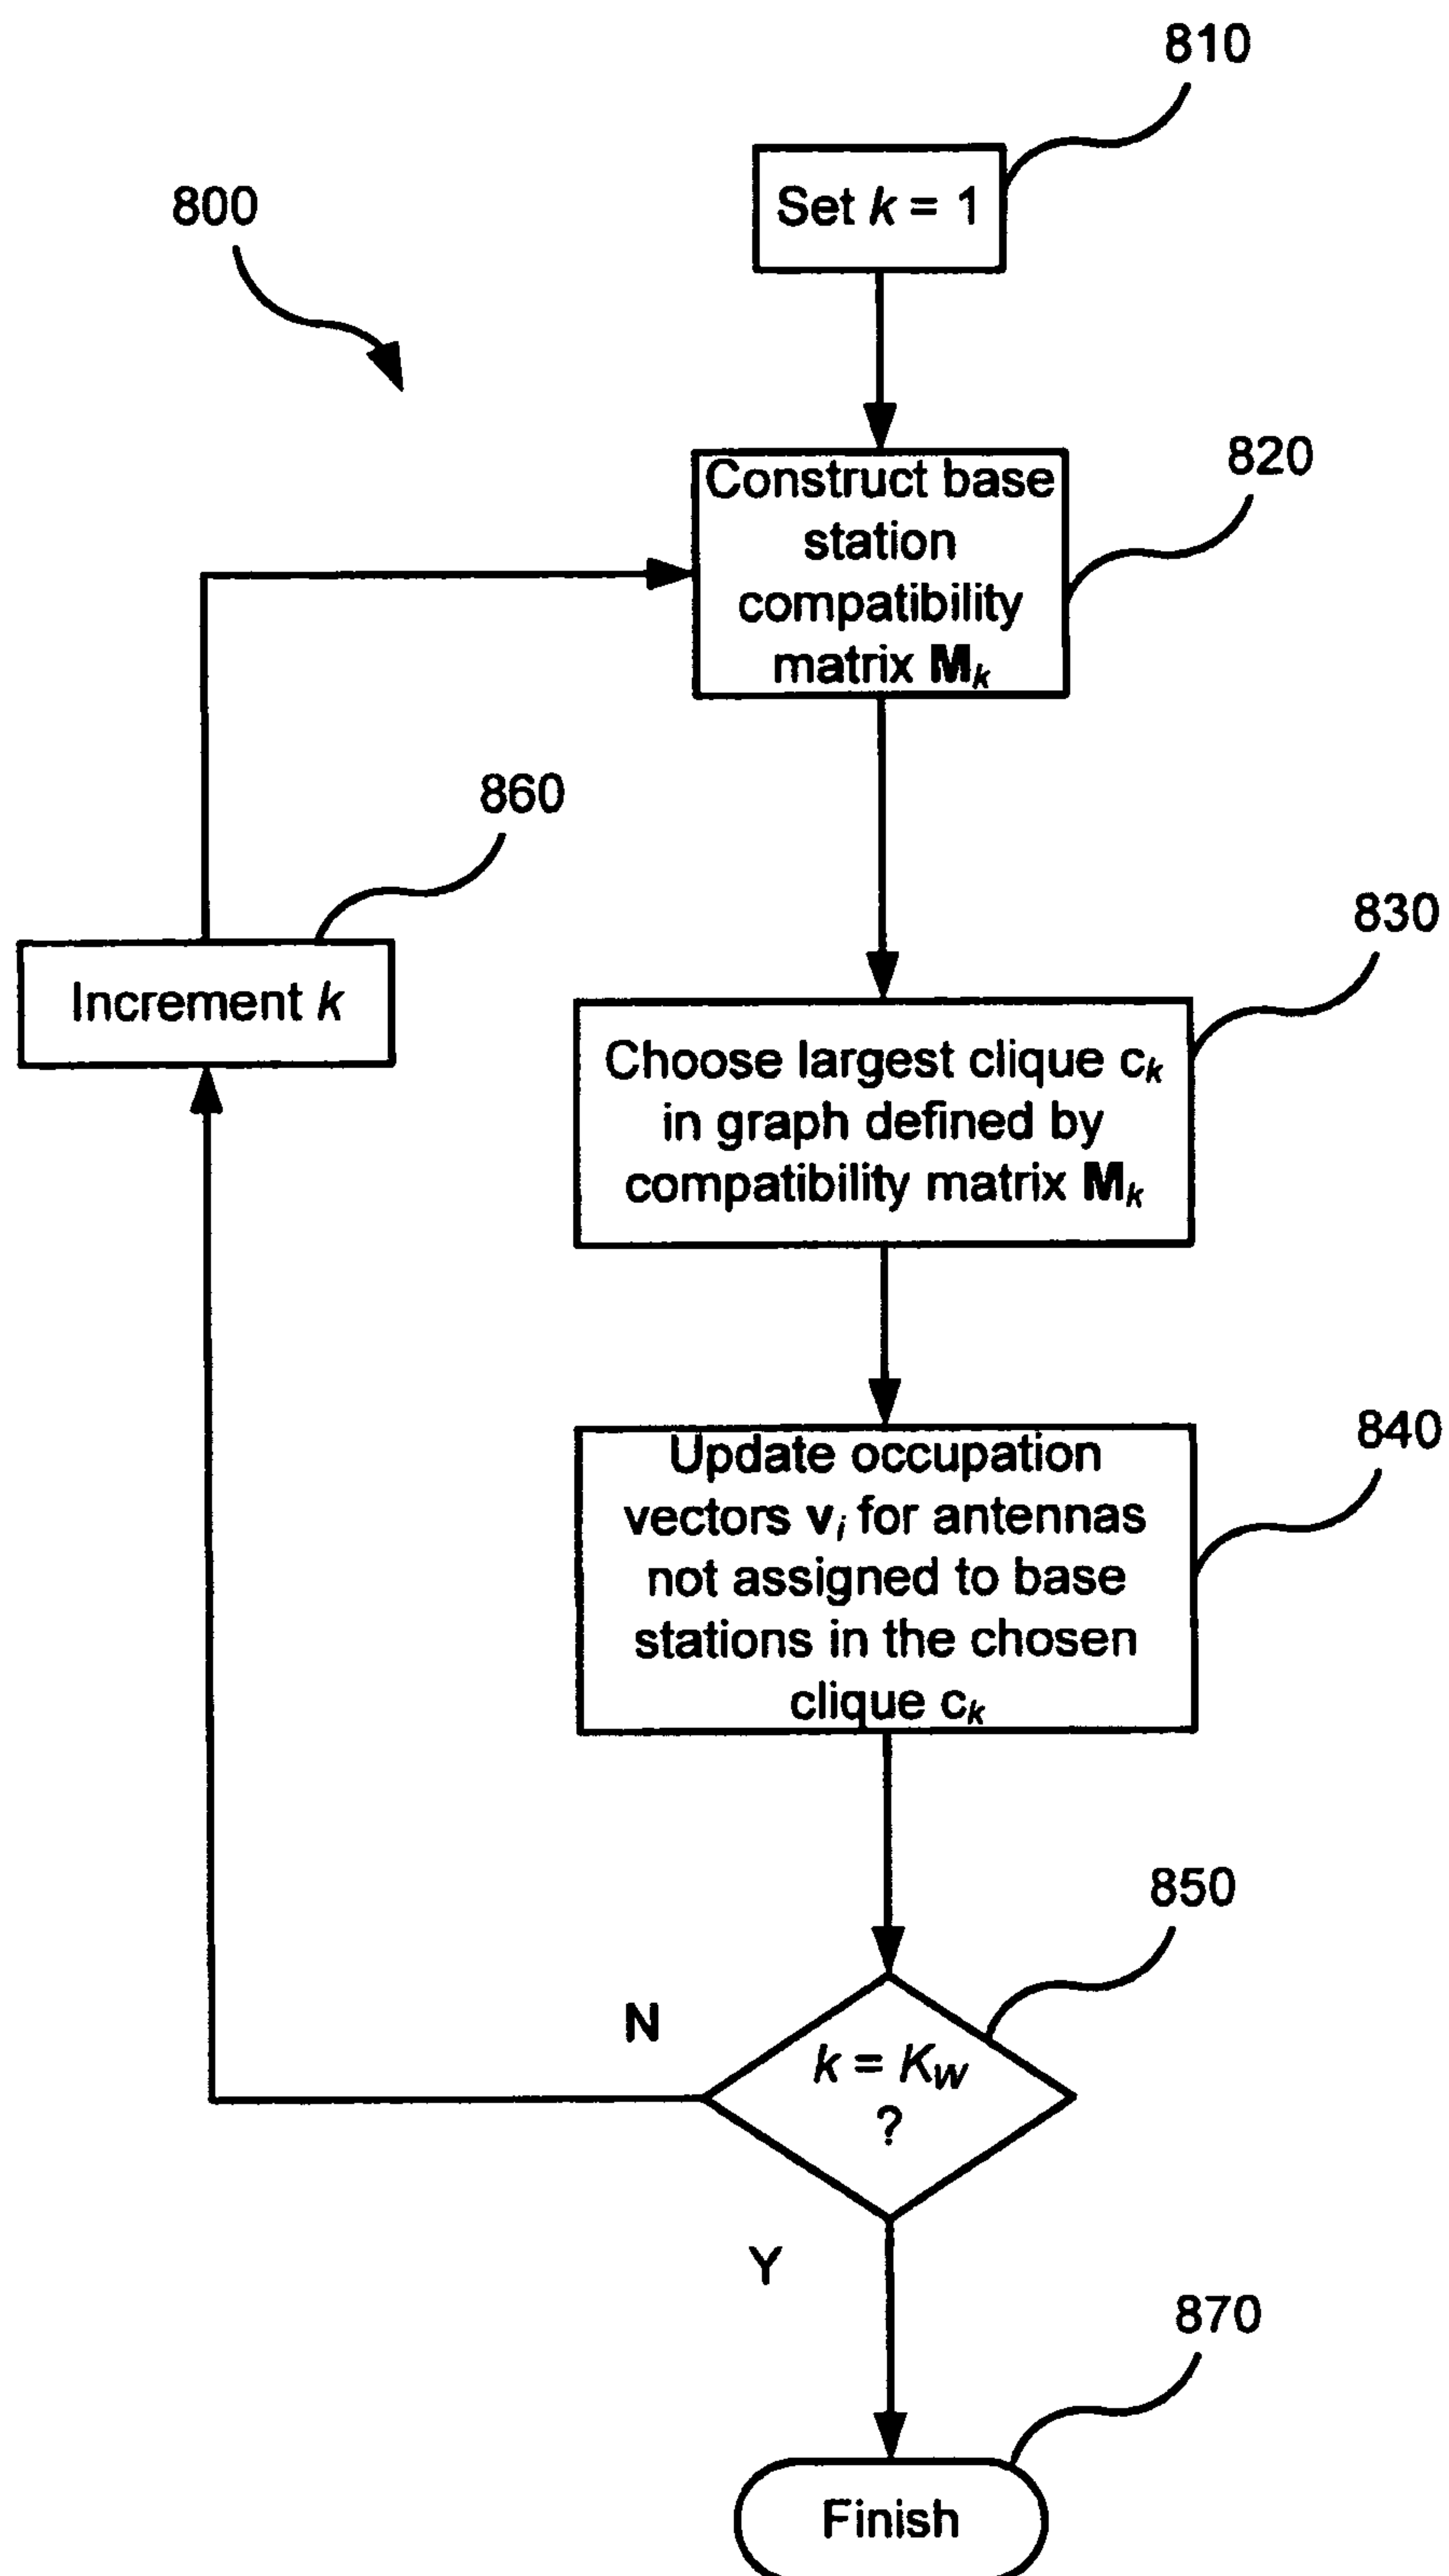 810
800
Set k = 1
820
Construct base
station
compatibility
matrix Mk
860
830
Increment k
Choose largest clique ck
in graph defined by
compatibility matrix Mk
840
Update occupation
vectors vi for antennas
not assigned to base
stations in the chosen
clique ck
850
N
k = KW
?
Y
870
Finish